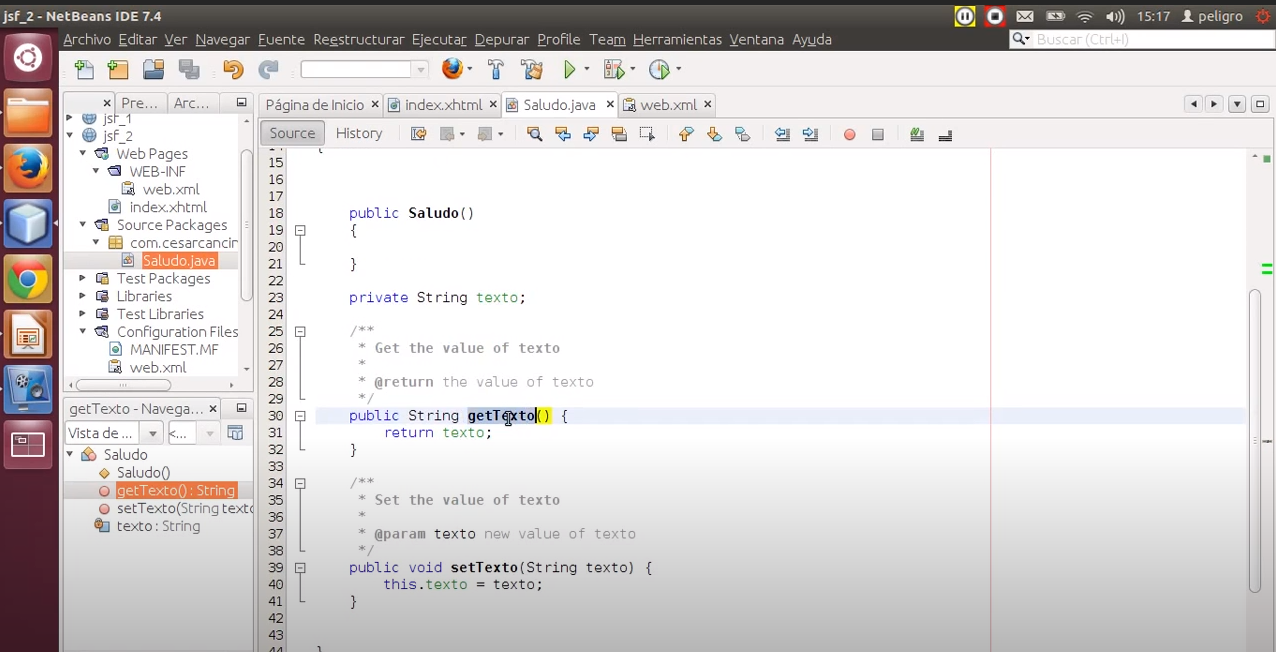 jsf_2 - NetBeans IDE 7.4
15:17 peligro
Archivo Editar Ver Navegar Fuente Reestructurar Ejecutar Depurar Profile Team Herramientas Ventana Ayuda
Buscar (Ctrl+I)
Pre... Arc...
Página de Inicio index.xhtml Saludo.java web.xml
Source History
jsf_1
jsf_2
Web Pages
WEB-INF
web.xml
index.xhtml
Source Packages
com.cesarcancin
Saludo.java
Test Packages
Libraries
Test Libraries
Configuration Files
MANIFEST.MF
web.xml
getTexto - Navega...
Vista de ... <...
Saludo
Saludo()
getTexto() : String
setTexto(String texto
texto : String
14 {
15
16
17
18 public Saludo()
19 {
20
21 }
22
23 private String texto;
24
25 /**
26 * Get the value of texto
27 *
28 * @return the value of texto
29 */
30 public String getTexto() {
31 return texto;
32 }
33
34 /**
35 * Set the value of texto
36 *
37 * @param texto new value of texto
38 */
39 public void setTexto(String texto) {
40 this.texto = texto;
41 }
42
43
44 }